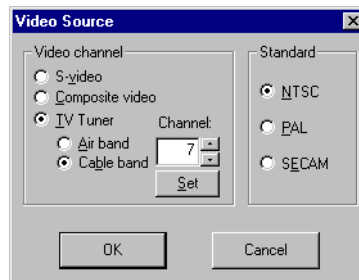 Video Source
Video channel
S-video
Composite video
TV Tuner
Channel:
Air band
Cable band
7
Set
Standard
NTSC
PAL
SECAM
OK
Cancel